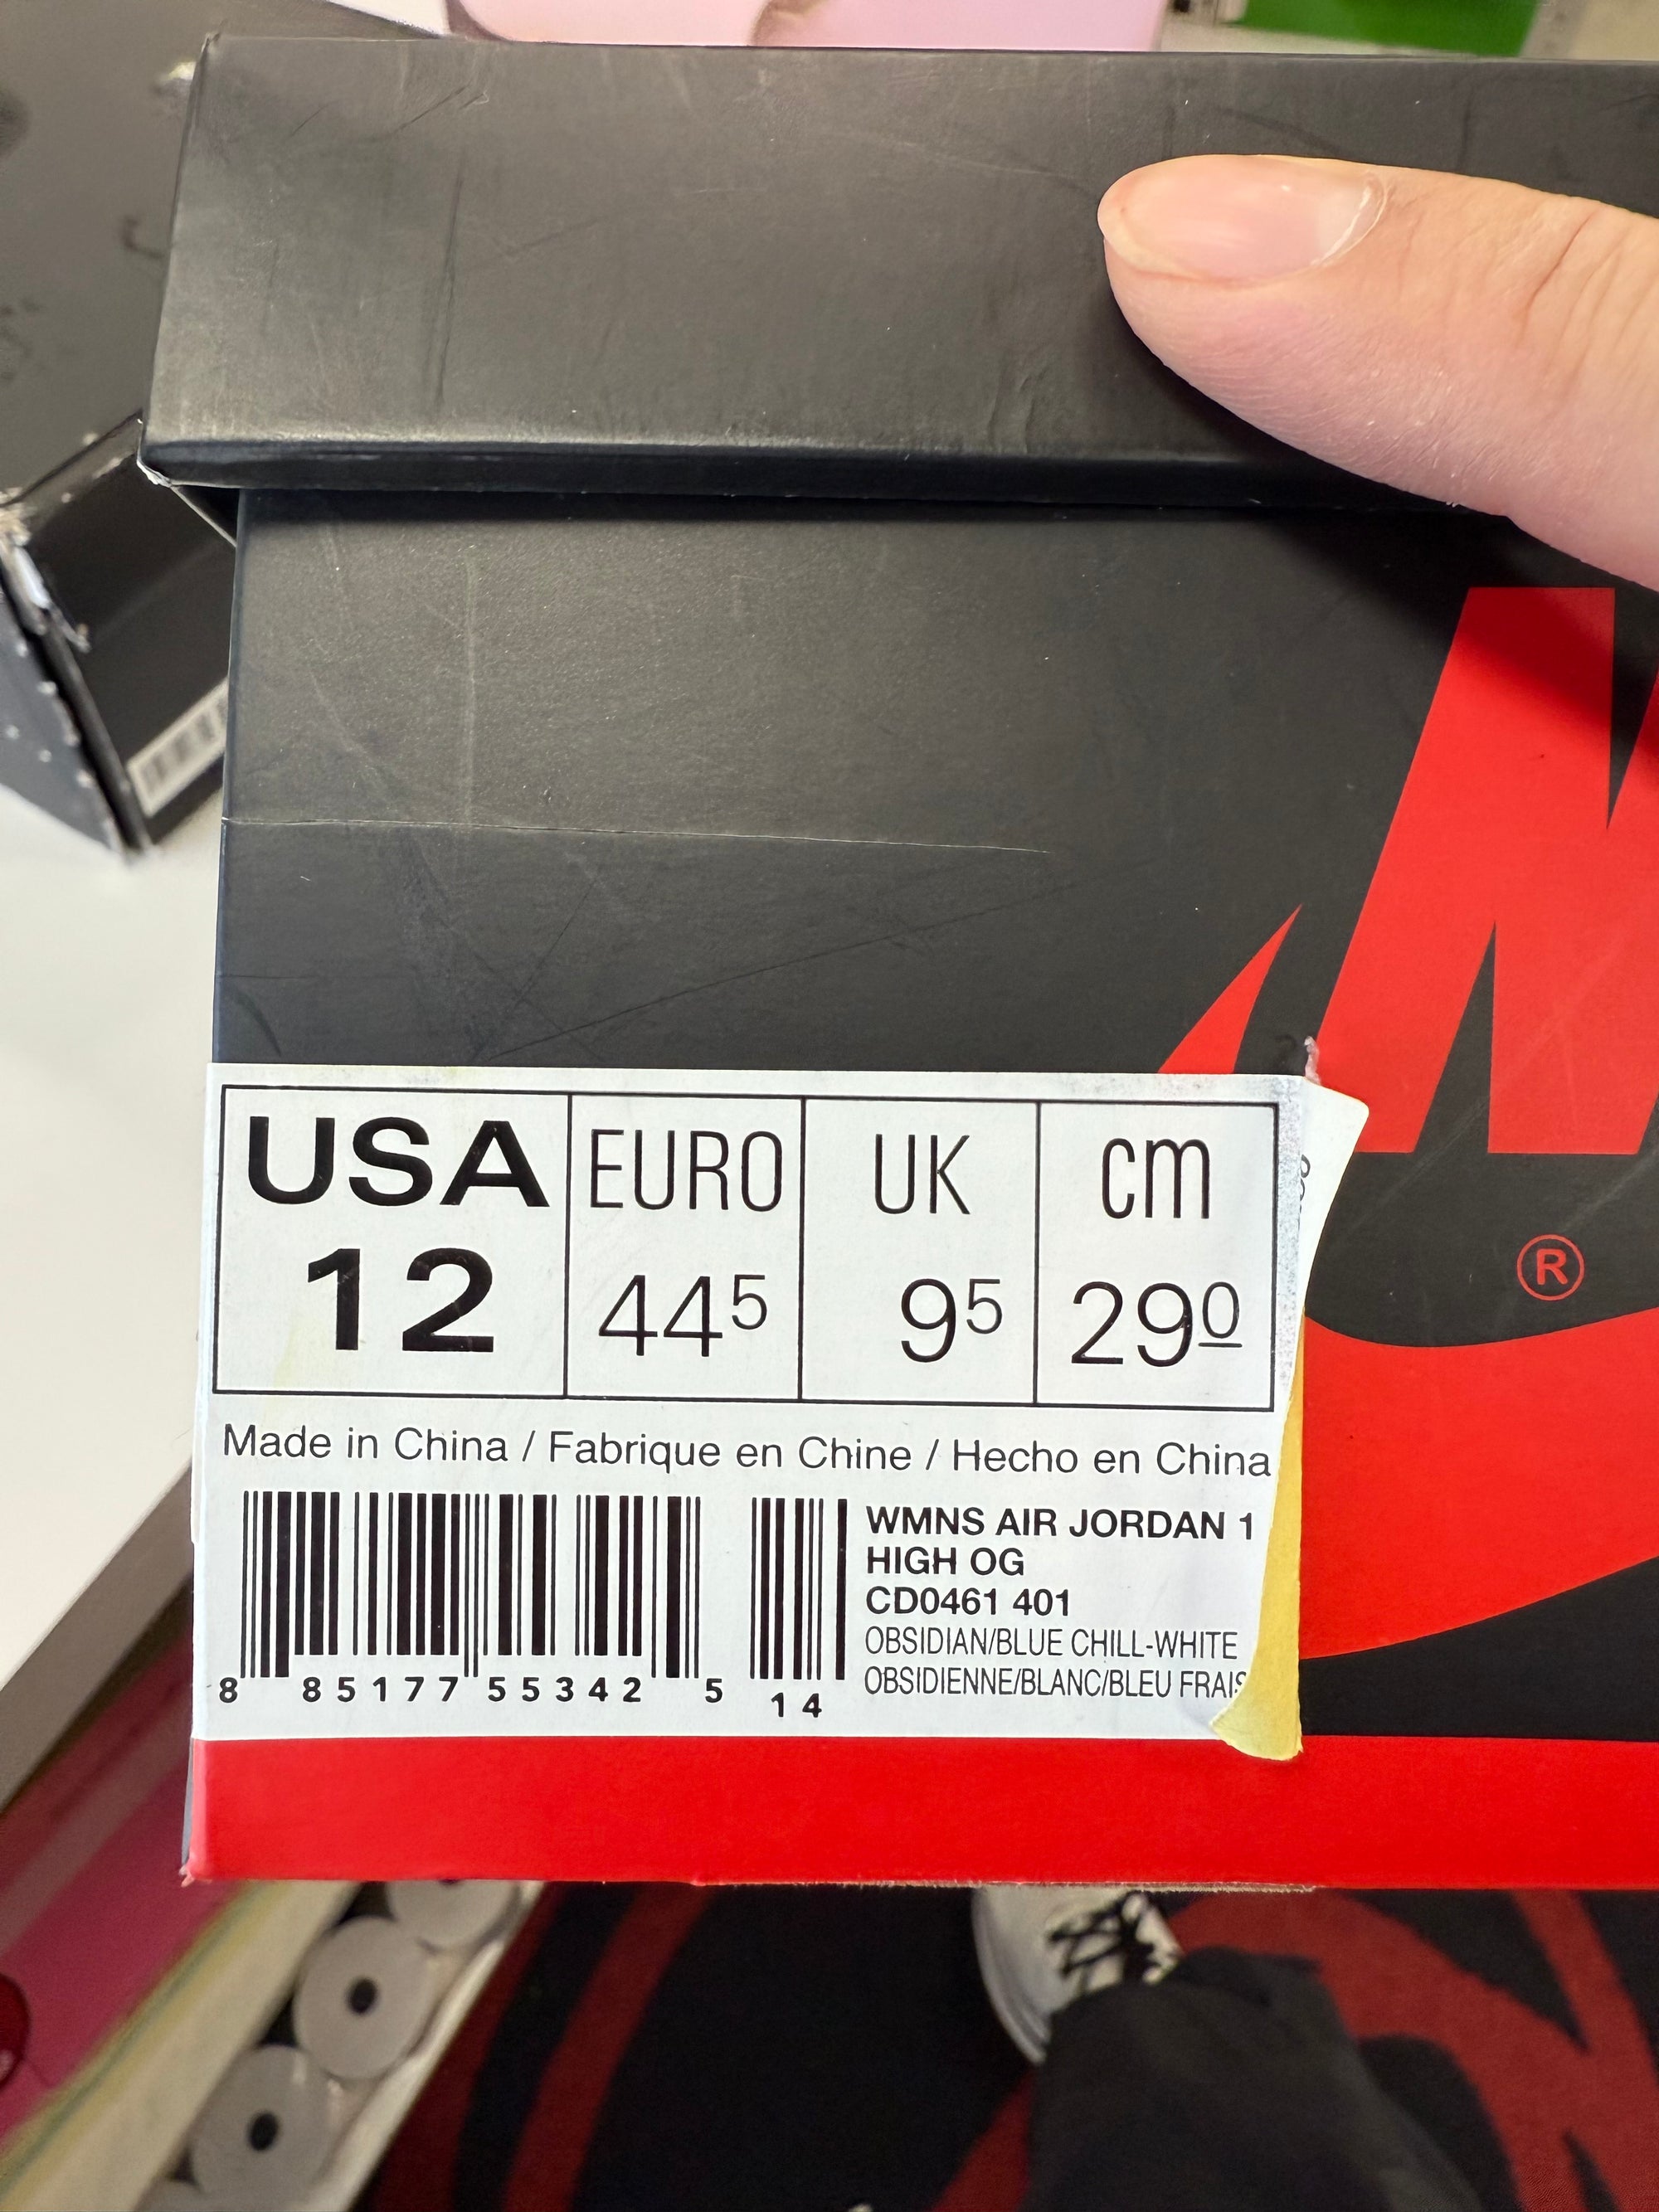 USA EURO UK cm
12 44⁵ 9⁵ 29⁰
Made in China / Fabrique en Chine / Hecho en China
WMNS AIR JORDAN 1
HIGH OG
CD0461 401
OBSIDIAN/BLUE CHILL-WHITE
OBSIDIENNE/BLANC/BLEU FRAIS
8 85177 55342 5 14
®